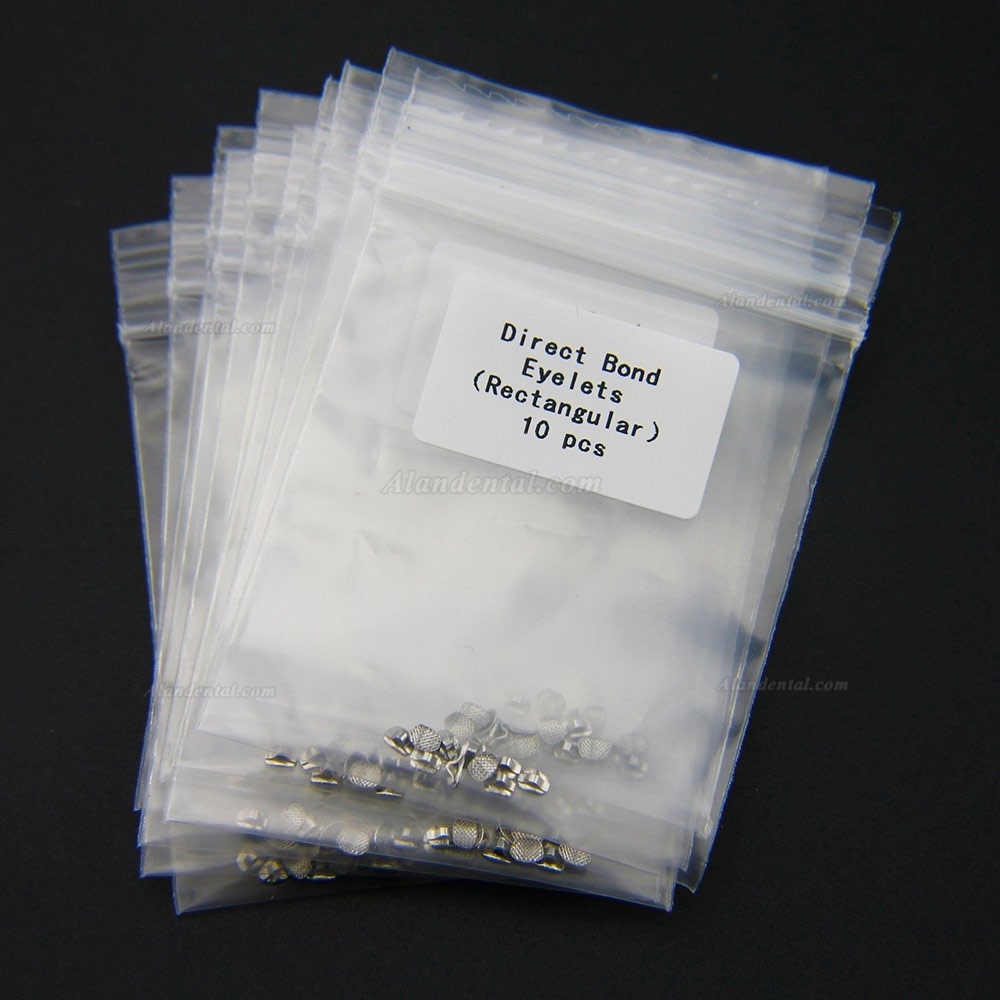 Direct Bond
Eyelets
(Rectangular)
10 pcs
Alandental.com
Alandental.com
Alandental.com
Alandental.com
Alandental.com